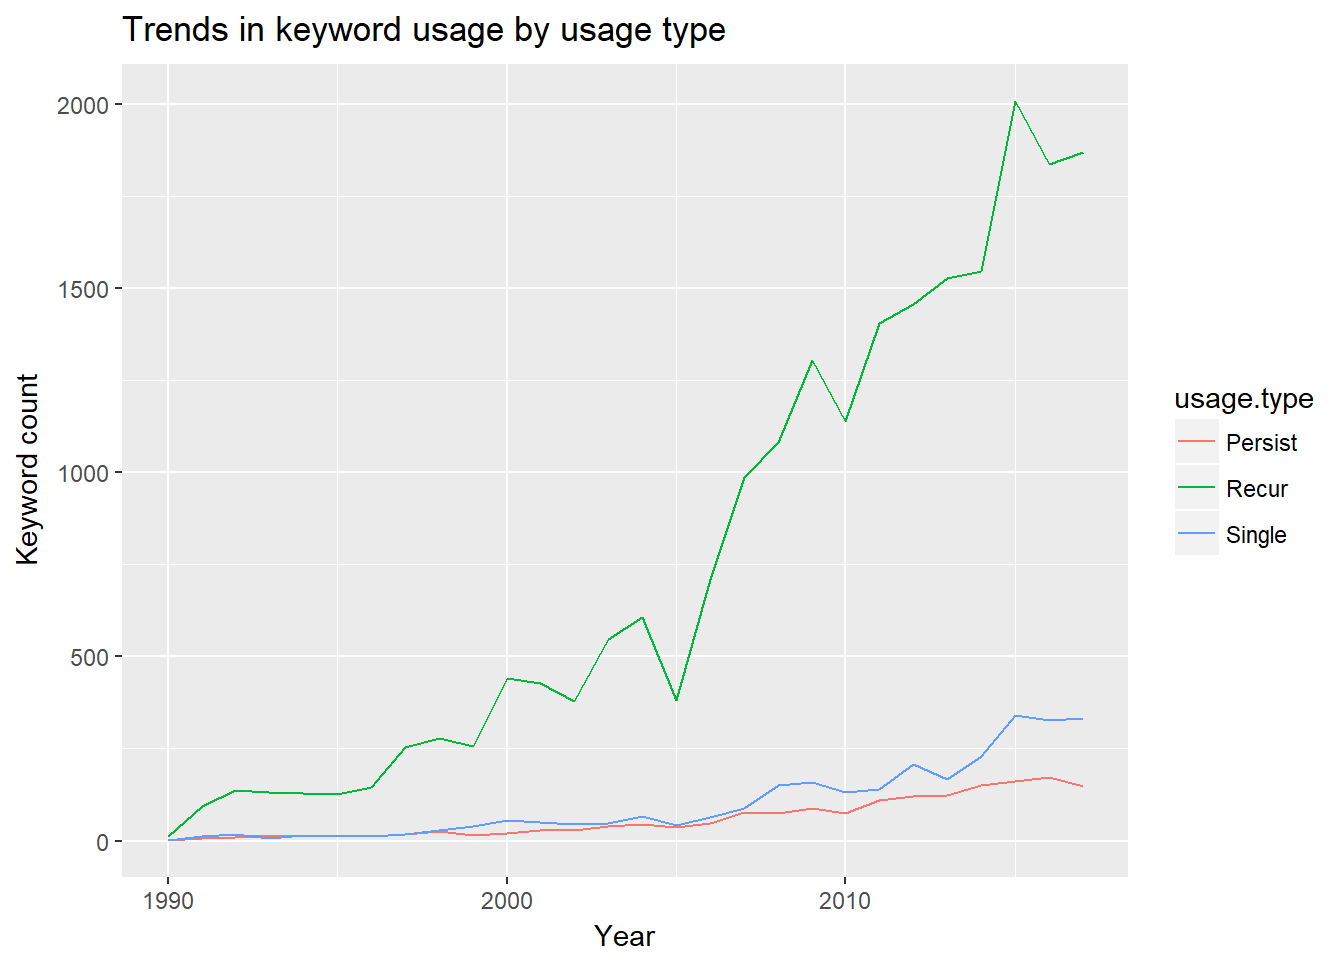 Trends in keyword usage by usage type
2000
1500
1000
500
0
Keyword count
1990
2000
2010
Year
usage.type
Persist
Recur
Single